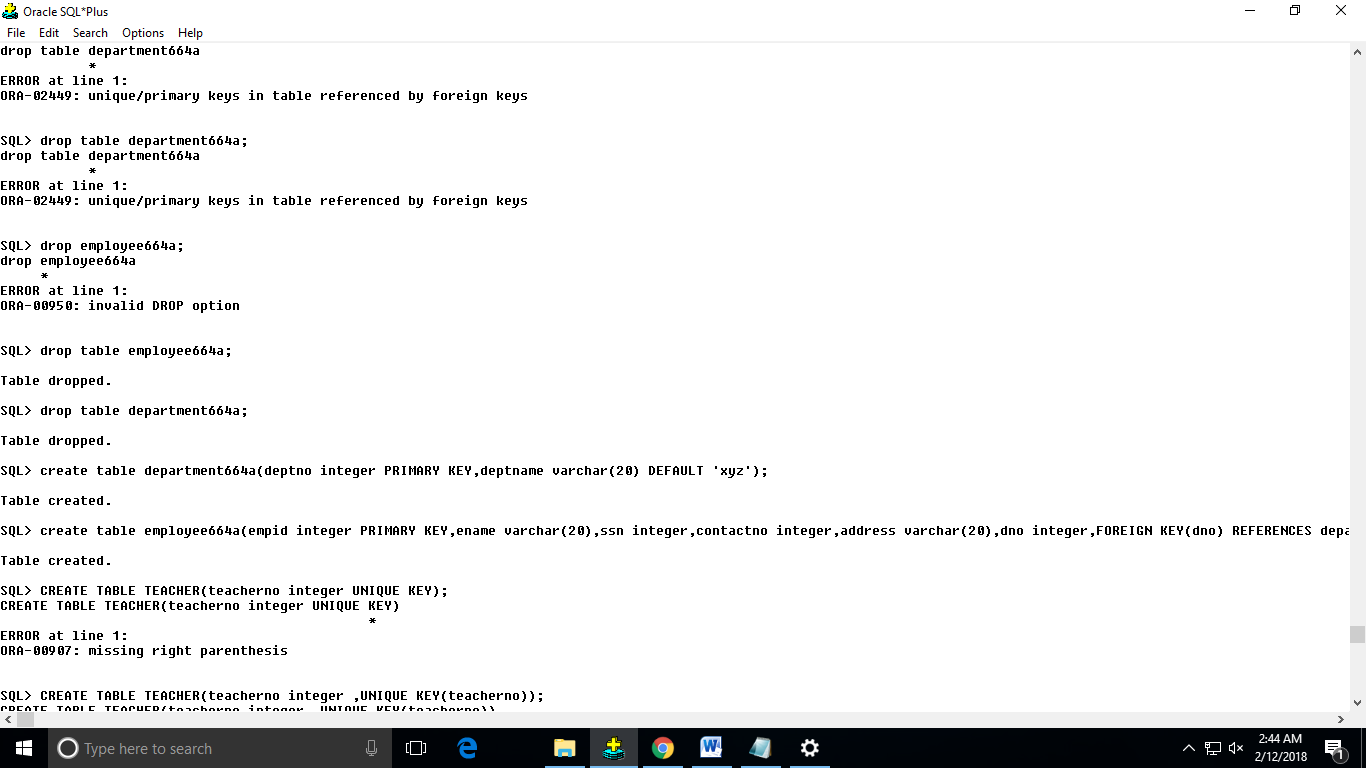 Oracle SQL*Plus
File Edit Search Options Help
drop table department664a
*
ERROR at line 1:
ORA-02449: unique/primary keys in table referenced by foreign keys
SQL> drop table department664a;
drop table department664a
*
ERROR at line 1:
ORA-02449: unique/primary keys in table referenced by foreign keys
SQL> drop employee664a;
drop employee664a
*
ERROR at line 1:
ORA-00950: invalid DROP option
SQL> drop table employee664a;
Table dropped.
SQL> drop table department664a;
Table dropped.
SQL> create table department664a(deptno integer PRIMARY KEY,deptname varchar(20) DEFAULT 'xyz');
Table created.
SQL> create table employee664a(empid integer PRIMARY KEY,ename varchar(20),ssn integer,contactno integer,address varchar(20),dno integer,FOREIGN KEY(dno) REFERENCES depa
Table created.
SQL> CREATE TABLE TEACHER(teacherno integer UNIQUE KEY);
CREATE TABLE TEACHER(teacherno integer UNIQUE KEY)
*
ERROR at line 1:
ORA-00907: missing right parenthesis
SQL> CREATE TABLE TEACHER(teacherno integer ,UNIQUE KEY(teacherno));
CREATE TABLE TEACHER(teacherno integer ,UNIQUE KEY(teacherno))
Type here to search
2:44 AM
2/12/2018
1